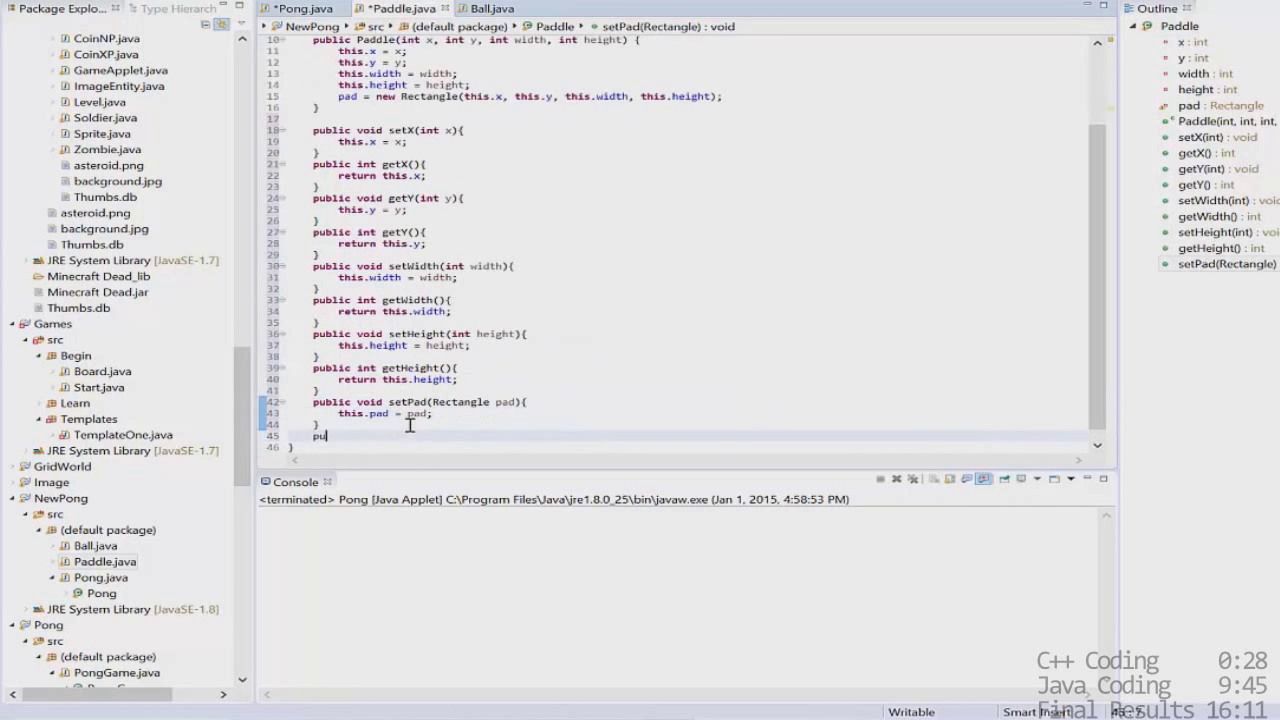 Package Explo...
Type Hierarch
*Pong.java
*Paddle.java
Ball.java
Outline
NewPong
src
(default package)
Paddle
setPad(Rectangle) : void
CoinNP.java
CoinXP.java
GameApplet.java
ImageEntity.java
Level.java
Soldier.java
Sprite.java
Zombie.java
asteroid.png
background.jpg
Thumbs.db
asteroid.png
background.jpg
Thumbs.db
JRE System Library [JavaSE-1.7]
Minecraft Dead_lib
Minecraft Dead.jar
Thumbs.db
Games
src
Begin
Board.java
Start.java
Learn
Templates
TemplateOne.java
JRE System Library [JavaSE-1.7]
GridWorld
Image
NewPong
src
(default package)
Ball.java
Paddle.java
Pong.java
Pong
JRE System Library [JavaSE-1.8]
Pong
src
(default package)
PongGame.java
10 public Paddle(int x, int y, int width, int height) {
11 this.x = x;
12 this.y = y;
13 this.width = width;
14 this.height = height;
15 pad = new Rectangle(this.x, this.y, this.width, this.height);
16 }
17
18 public void setX(int x){
19 this.x = x;
20 }
21 public int getX(){
22 return this.x;
23 }
24 public void getY(int y){
25 this.y = y;
26 }
27 public int getY(){
28 return this.y;
29 }
30 public void setWidth(int width){
31 this.width = width;
32 }
33 public int getWidth(){
34 return this.width;
35 }
36 public void setHeight(int height){
37 this.height = height;
38 }
39 public int getHeight(){
40 return this.height;
41 }
42 public void setPad(Rectangle pad){
43 this.pad = pad;
44 }
45 pu
46 }
Console
<terminated> Pong [Java Applet] C:\Program Files\Java\jre1.8.0_25\bin\javaw.exe (Jan 1, 2015, 4:58:53 PM)
Paddle
x : int
y : int
width : int
height : int
pad : Rectangle
Paddle(int, int, int,
setX(int) : void
getX() : int
getY(int) : void
getY() : int
setWidth(int) : void
getWidth() : int
setHeight(int) : void
getHeight() : int
setPad(Rectangle)
C++ Coding 0:28
Java Coding 9:45
Final Results 16:11
Writable
Smart Insert
45 : 7